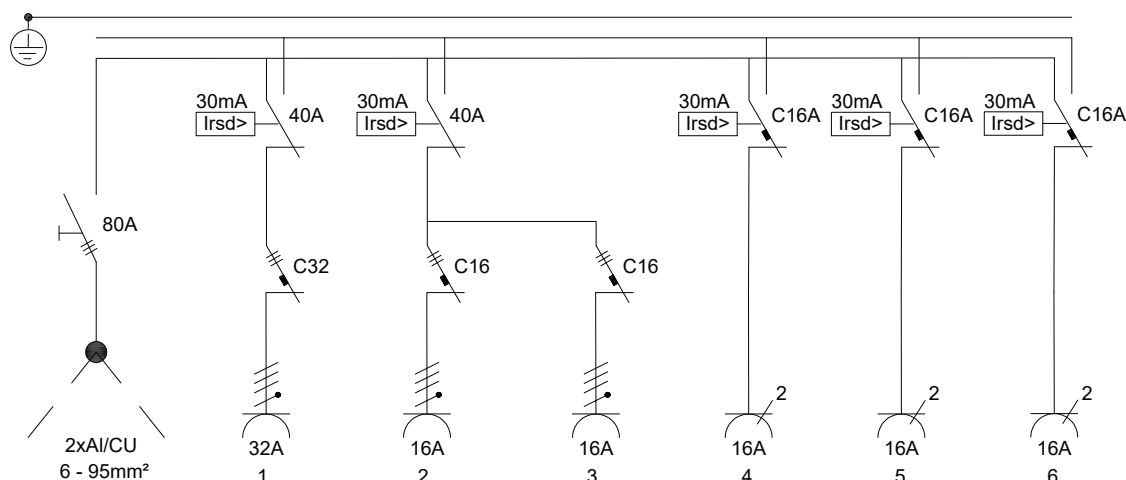 30mA 30mA 30mA 30mA 30mA
Irsd> 40A Irsd> 40A Irsd> C16A Irsd> C16A Irsd> C16A
80A
C32 C16 C16
2 2 2
2xAl/CU 32A 16A 16A 16A 16A 16A
6 - 95mm² 1 2 3 4 5 6